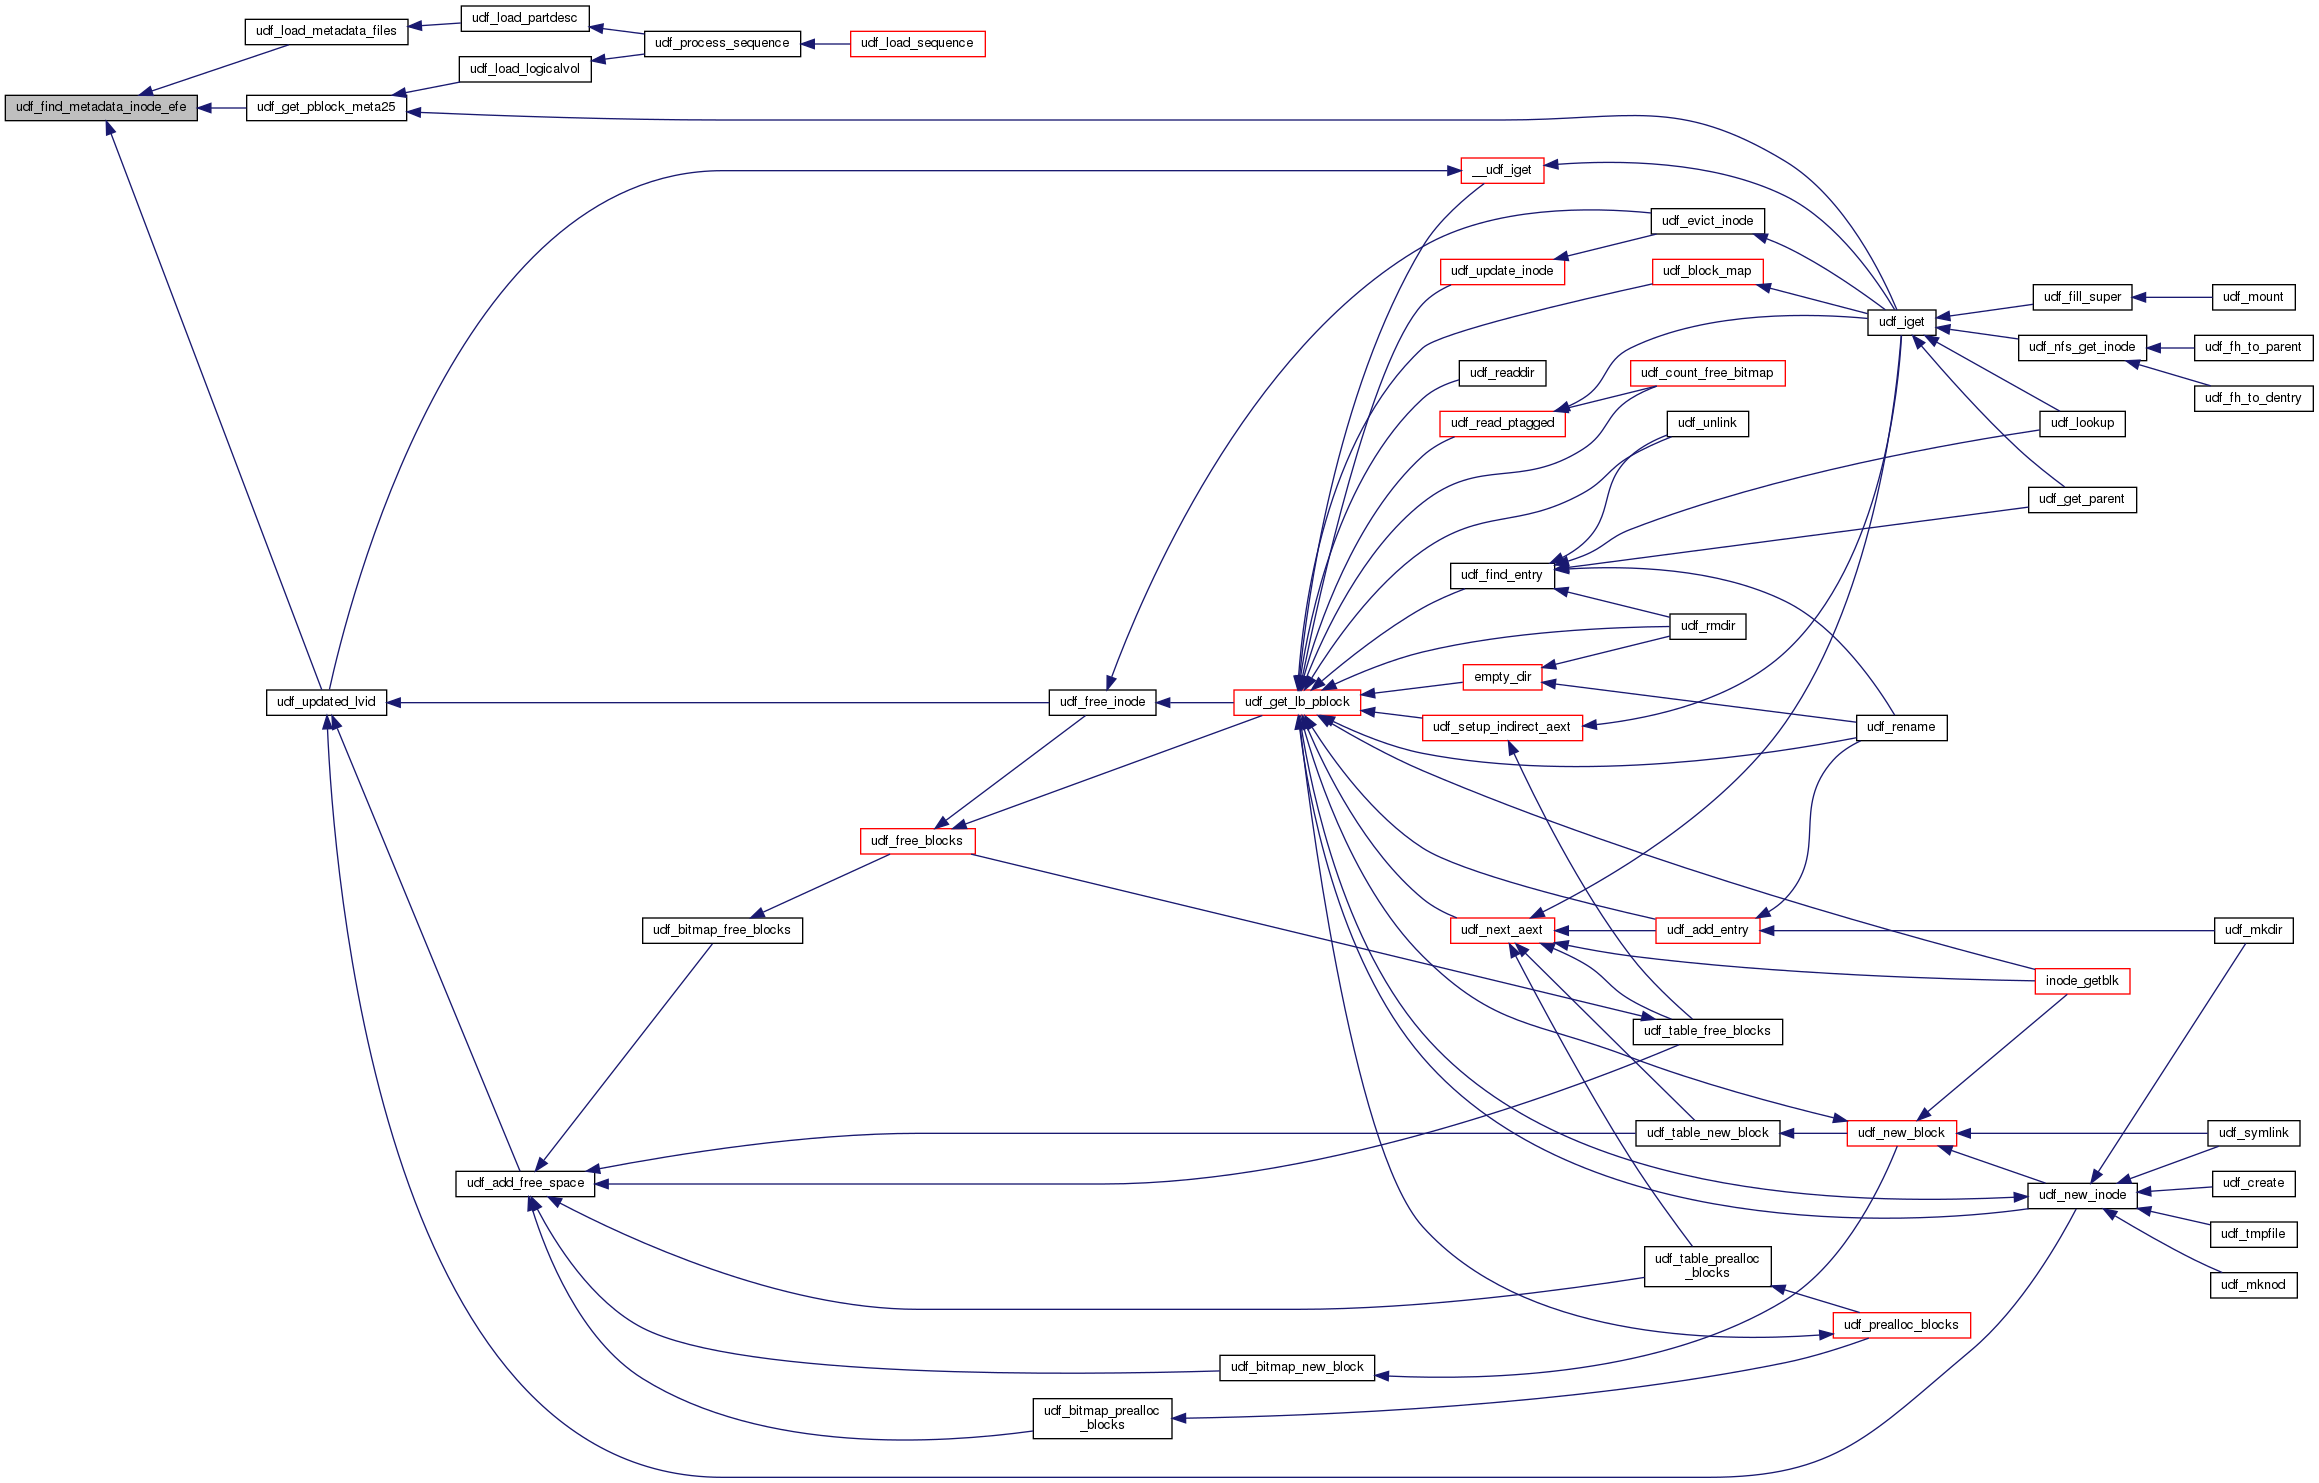 udf_load_partdesc
udf_load_metadata_files
udf_process_sequence
udf_load_sequence
udf_load_logicalvol
udf_find_metadata_inode_efe
udf_get_pblock_meta25
__udf_iget
udf_evict_inode
udf_update_inode
udf_block_map
udf_fill_super
udf_mount
udf_iget
udf_nfs_get_inode
udf_fh_to_parent
udf_readdir
udf_count_free_bitmap
udf_fh_to_dentry
udf_read_ptagged
udf_unlink
udf_lookup
udf_get_parent
udf_find_entry
udf_rmdir
empty_dir
udf_updated_lvid
udf_free_inode
udf_get_lb_pblock
udf_setup_indirect_aext
udf_rename
udf_free_blocks
udf_bitmap_free_blocks
udf_next_aext
udf_add_entry
udf_mkdir
inode_getblk
udf_table_free_blocks
udf_table_new_block
udf_new_block
udf_symlink
udf_add_free_space
udf_create
udf_new_inode
udf_tmpfile
udf_table_prealloc
_blocks
udf_mknod
udf_prealloc_blocks
udf_bitmap_new_block
udf_bitmap_prealloc
_blocks